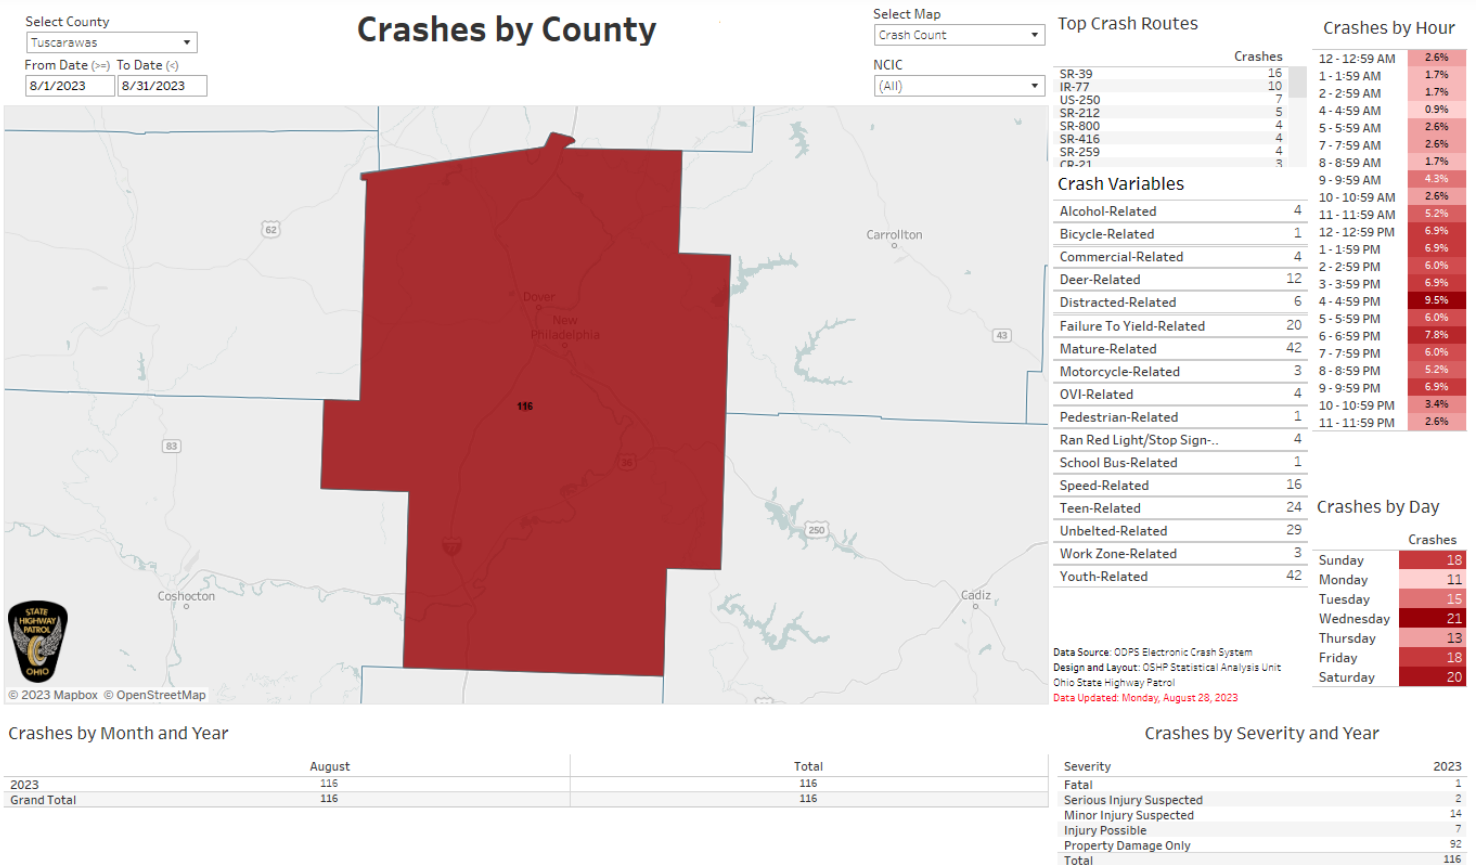 Select County
Tuscarawas
From Date (>=) To Date (<)
8/1/2023 8/31/2023
Crashes by County
Select Map
Crash Count
NCIC
(All)
62
Carrollton
Dover
New
Philadelphia
43
116
83
36
250
77
Coshocton
Cadiz
STATE
HIGHWAY
PATROL
OHIO
© 2023 Mapbox © OpenStreetMap
Top Crash Routes
Crashes
SR-39 16
IR-77 10
US-250 7
SR-212 5
SR-800 4
SR-416 4
SR-259 4
CR-21 3
Crash Variables
Alcohol-Related 4
Bicycle-Related 1
Commercial-Related 4
Deer-Related 12
Distracted-Related 6
Failure To Yield-Related 20
Mature-Related 42
Motorcycle-Related 3
OVI-Related 4
Pedestrian-Related 1
Ran Red Light/Stop Sign-.. 4
School Bus-Related 1
Speed-Related 16
Teen-Related 24
Unbelted-Related 29
Work Zone-Related 3
Youth-Related 42
Data Source: ODPS Electronic Crash System
Design and Layout: OSHP Statistical Analysis Unit
Ohio State Highway Patrol
Data Updated: Monday, August 28, 2023
Crashes by Hour
12 - 12:59 AM 2.6%
1 - 1:59 AM 1.7%
2 - 2:59 AM 1.7%
4 - 4:59 AM 0.9%
5 - 5:59 AM 2.6%
7 - 7:59 AM 2.6%
8 - 8:59 AM 1.7%
9 - 9:59 AM 4.3%
10 - 10:59 AM 2.6%
11 - 11:59 AM 5.2%
12 - 12:59 PM 6.9%
1 - 1:59 PM 6.9%
2 - 2:59 PM 6.0%
3 - 3:59 PM 6.9%
4 - 4:59 PM 9.5%
5 - 5:59 PM 6.0%
6 - 6:59 PM 7.8%
7 - 7:59 PM 6.0%
8 - 8:59 PM 5.2%
9 - 9:59 PM 6.9%
10 - 10:59 PM 3.4%
11 - 11:59 PM 2.6%
Crashes by Day
Crashes
Sunday 18
Monday 11
Tuesday 15
Wednesday 21
Thursday 13
Friday 18
Saturday 20
Crashes by Month and Year
August Total
2023 116 116
Grand Total 116 116
Crashes by Severity and Year
Severity 2023
Fatal 1
Serious Injury Suspected 2
Minor Injury Suspected 14
Injury Possible 7
Property Damage Only 92
Total 116